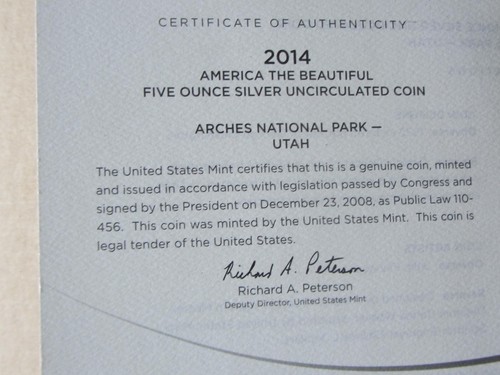 CERTIFICATE OF AUTHENTICITY
2014
AMERICA THE BEAUTIFUL
FIVE OUNCE SILVER UNCIRCULATED COIN
ARCHES NATIONAL PARK —
UTAH
The United States Mint certifies that this is a genuine coin, minted
and issued in accordance with legislation passed by Congress and
signed by the President on December 23, 2008, as Public Law 110-
456. This coin was minted by the United States Mint. This coin is
legal tender of the United States.
Richard A. Peterson
Richard A. Peterson
Deputy Director, United States Mint